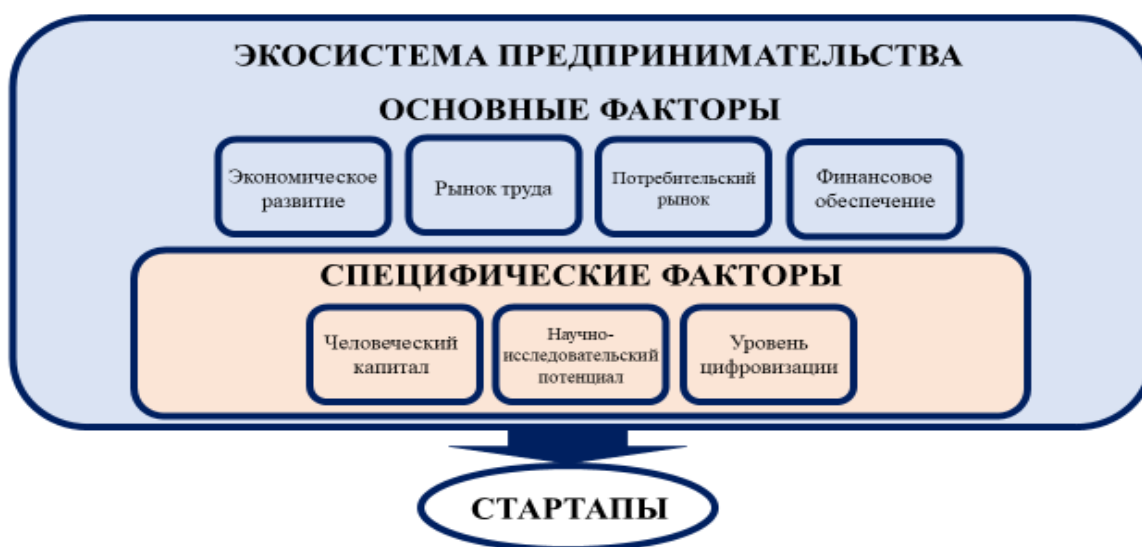 ЭКОСИСТЕМА ПРЕДПРИНИМАТЕЛЬСТВА
ОСНОВНЫЕ ФАКТОРЫ
Экономическое
развитие
Рынок труда
Потребительский
рынок
Финансовое
обеспечение
СПЕЦИФИЧЕСКИЕ ФАКТОРЫ
Человеческий
капитал
Научно-
исследовательский
потенциал
Уровень
цифровизации
СТАРТАПЫ